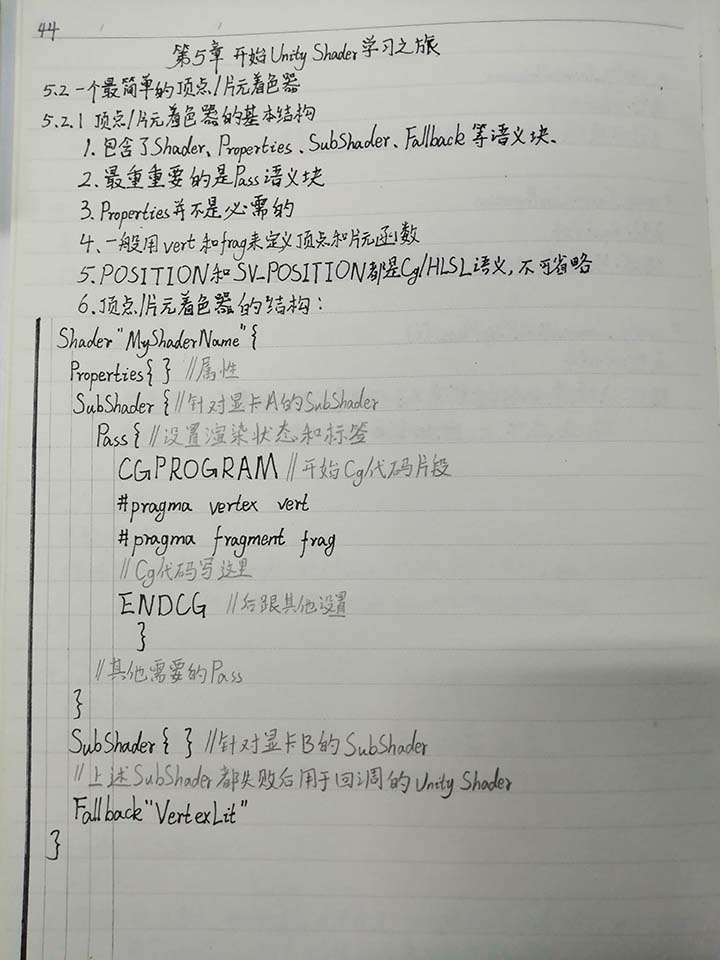 44
第5章 开始Unity Shader学习之旅
5.2 一个最简单的顶点/片元着色器
5.2.1 顶点/片元着色器的基本结构
1. 包含了Shader、Properties、SubShader、Fallback等语义块、
2. 最重重要的是Pass语义块
3. Properties并不是必需的
4. 一般用vert和frag来定义顶点和片元函数
5. POSITION和SV_POSITION都是Cg/HLSL语义, 不可省略
6. 顶点/片元着色器的结构:
Shader "MyShaderName"{
Properties{ } //属性
SubShader{ //针对显卡A的SubShader
Pass{ //设置渲染状态和标签
CGPROGRAM //开始Cg代码片段
#pragma vertex vert
#pragma fragment frag
//Cg代码写这里
ENDCG //后跟其他设置
}
//其他需要的Pass
}
SubShader{ } //针对显卡B的SubShader
//上述SubShader都失败后用于回调的Unity Shader
Fallback"VertexLit"
}